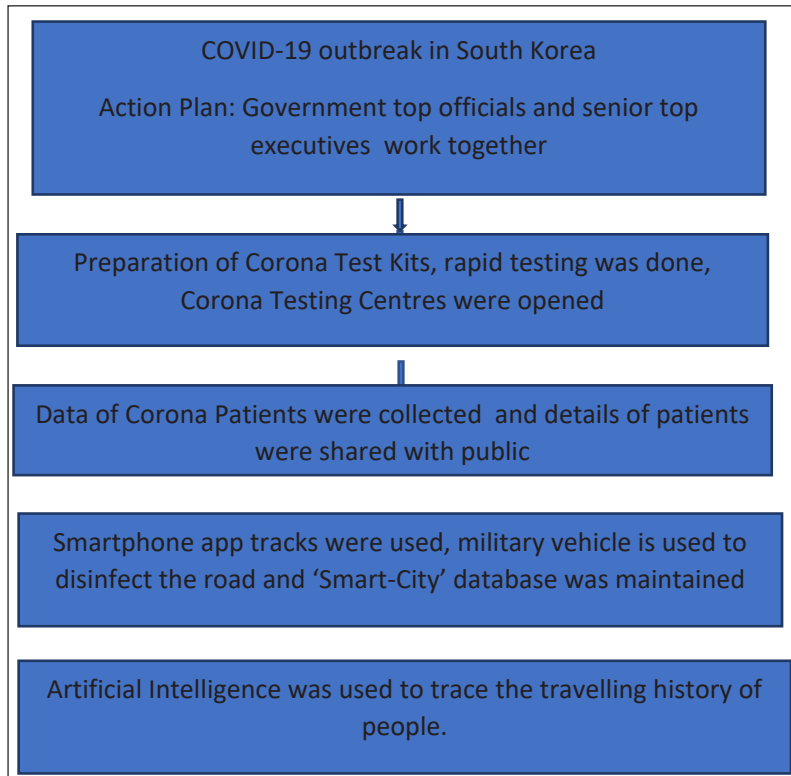 COVID-19 outbreak in South Korea
Action Plan: Government top officials and senior top
executives work together
Preparation of Corona Test Kits, rapid testing was done,
Corona Testing Centres were opened
Data of Corona Patients were collected and details of patients
were shared with public
Smartphone app tracks were used, military vehicle is used to
disinfect the road and ‘Smart-City’ database was maintained
Artificial Intelligence was used to trace the travelling history of
people.